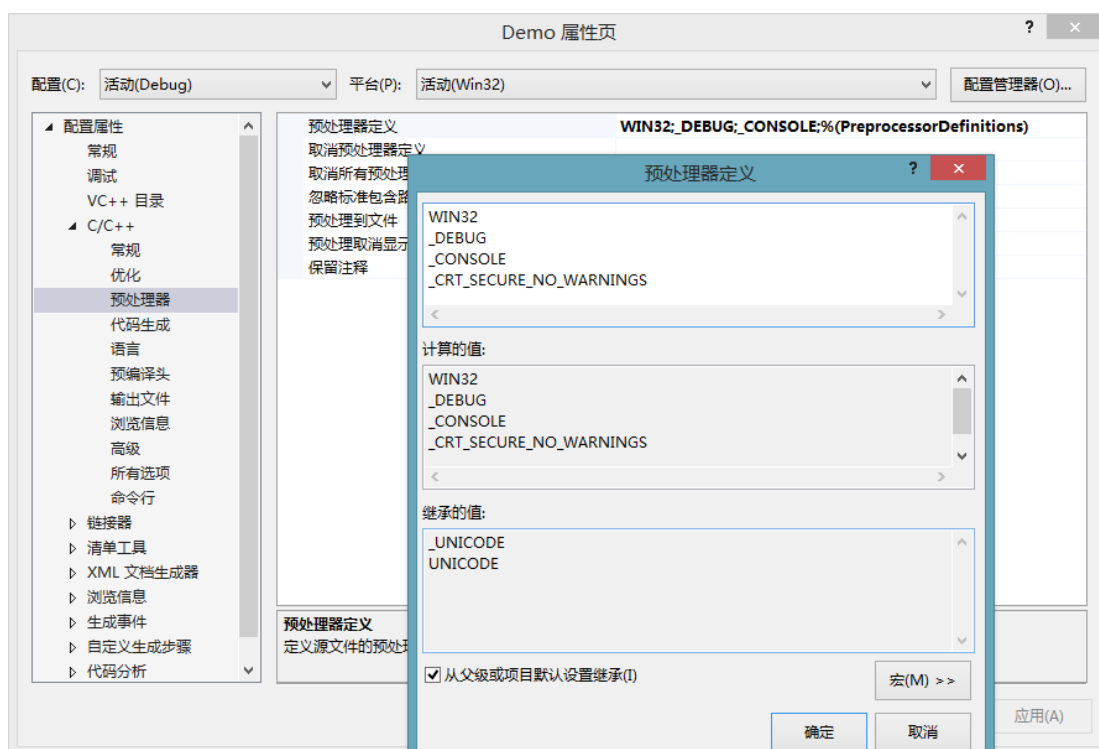 Demo 属性页
?
配置(C):
活动(Debug)
平台(P):
活动(Win32)
配置管理器(O)...
配置属性
常规
调试
VC++ 目录
C/C++
常规
优化
预处理器
代码生成
语言
预编译头
输出文件
浏览信息
高级
所有选项
命令行
链接器
清单工具
XML 文档生成器
浏览信息
生成事件
自定义生成步骤
代码分析
预处理器定义
WIN32;_DEBUG;_CONSOLE;%(PreprocessorDefinitions)
取消预处理器定义
取消所有预处理
忽略标准包含路
预处理到文件
预处理取消显示
保留注释
预处理器定义
定义源文件的预处理
预处理器定义
?
WIN32
_DEBUG
_CONSOLE
_CRT_SECURE_NO_WARNINGS
计算的值:
WIN32
_DEBUG
_CONSOLE
_CRT_SECURE_NO_WARNINGS
继承的值:
_UNICODE
UNICODE
从父级或项目默认设置继承(I)
宏(M) >>
确定
取消
应用(A)